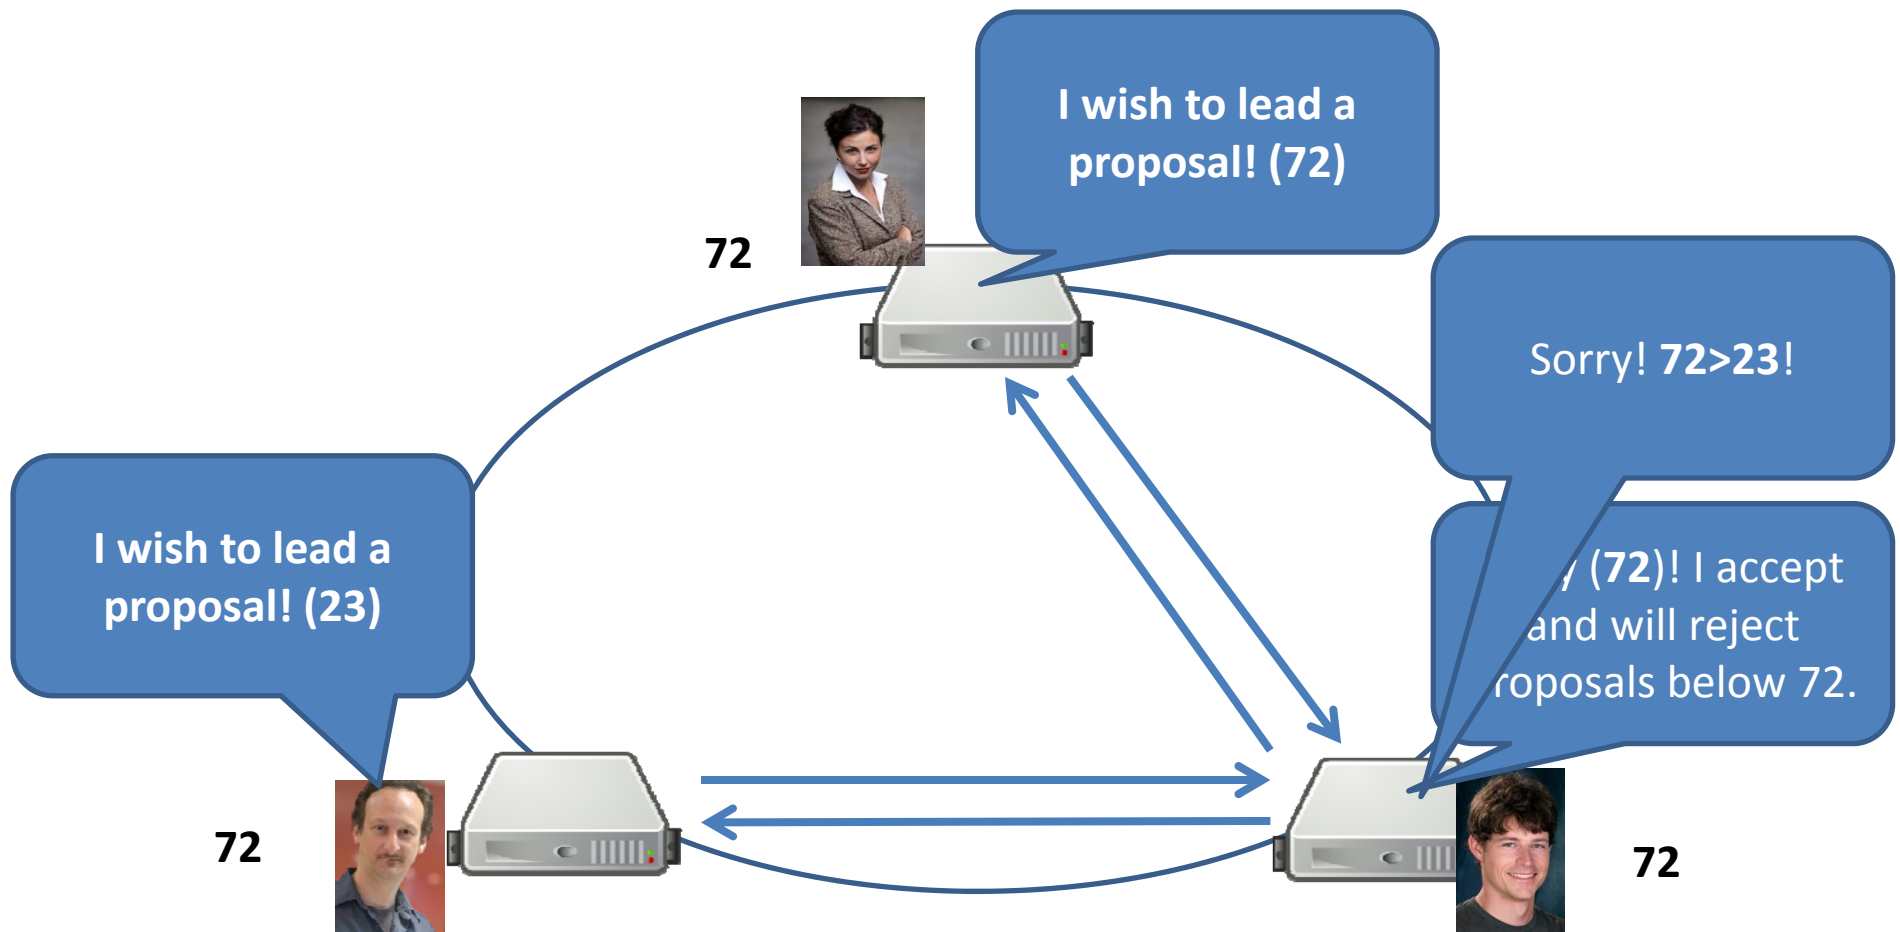 I wish to lead a
proposal! (72)
72
Sorry! 72>23!
I wish to lead a
proposal! (23)
(72)! I accept
and will reject
proposals below 72.
72
72